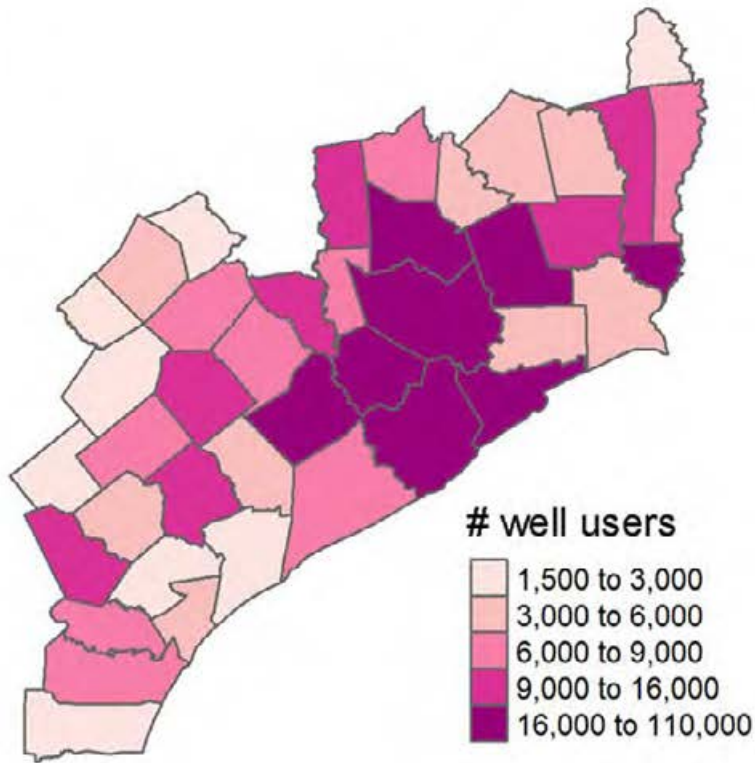 # well users
1,500 to 3,000
3,000 to 6,000
6,000 to 9,000
9,000 to 16,000
16,000 to 110,000